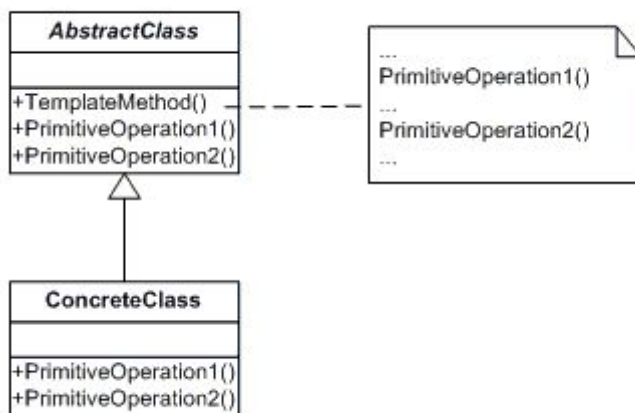 AbstractClass
+TemplateMethod()
+PrimitiveOperation1()
+PrimitiveOperation2()
...
PrimitiveOperation1()
...
PrimitiveOperation2()
...
ConcreteClass
+PrimitiveOperation1()
+PrimitiveOperation2()